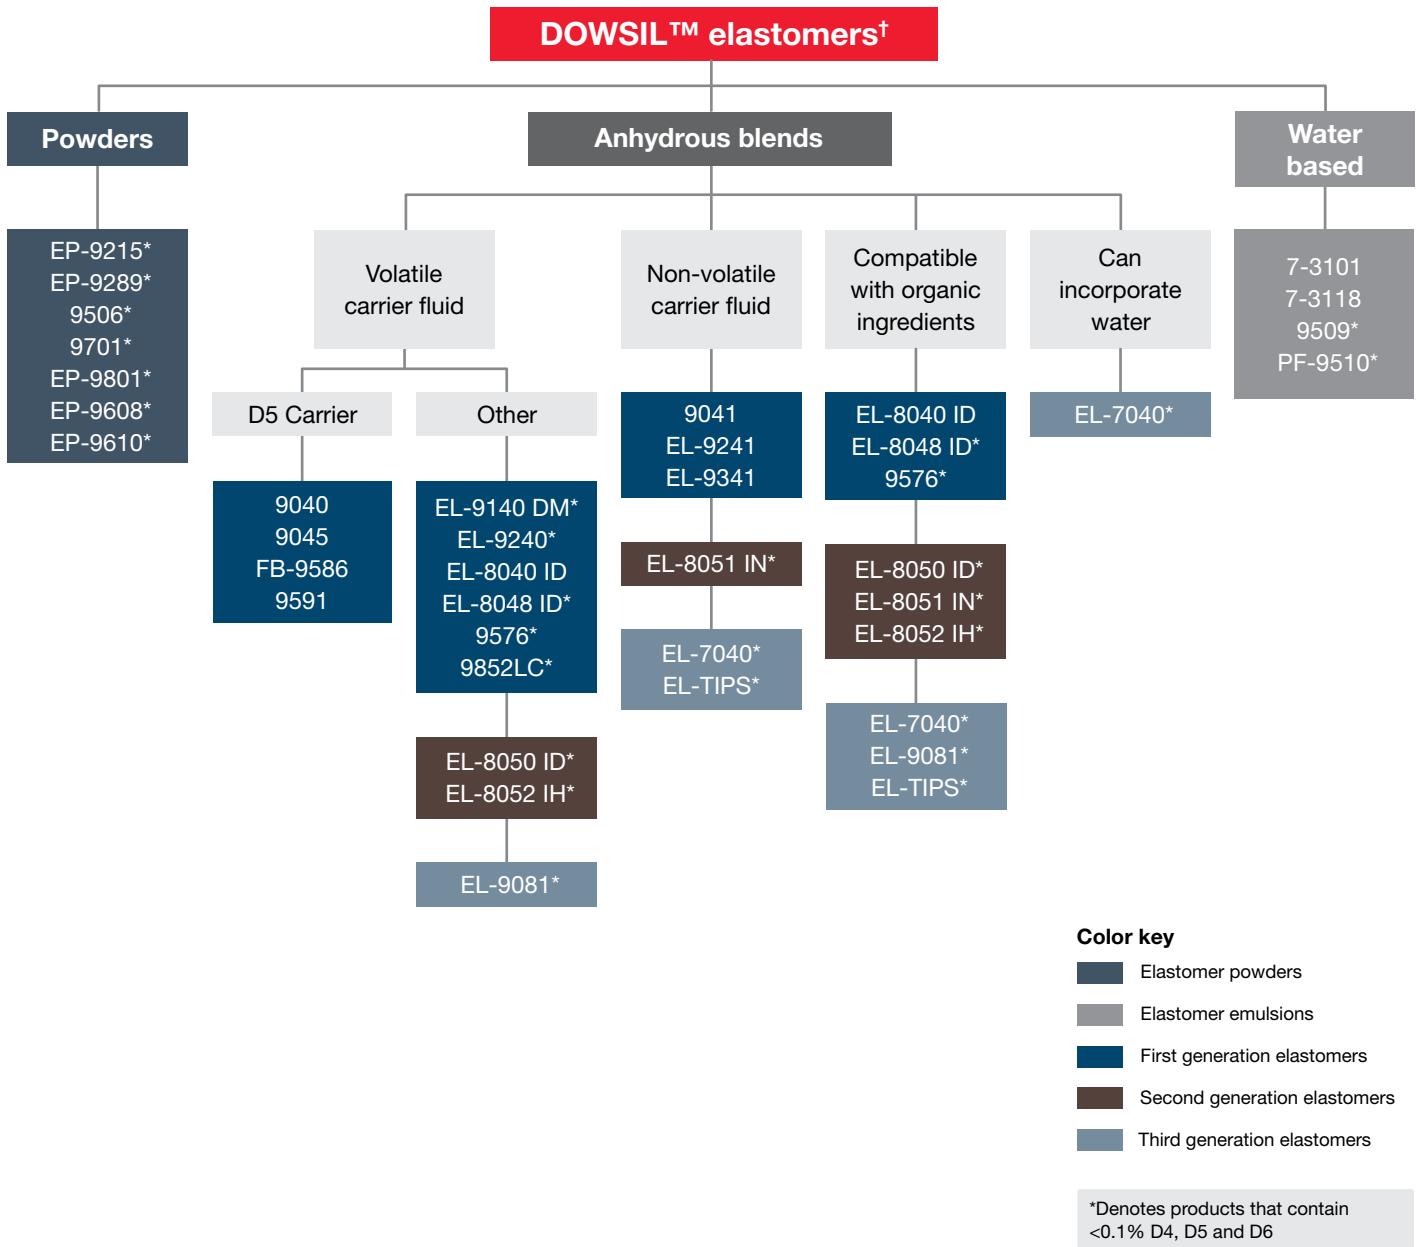 DOWSIL™ elastomers†
Powders
Anhydrous blends
Water
based
EP-9215*
EP-9289*
9506*
9701*
EP-9801*
EP-9608*
EP-9610*
Volatile
carrier fluid
Non-volatile
carrier fluid
Compatible
with organic
ingredients
Can
incorporate
water
7-3101
7-3118
9509*
PF-9510*
D5 Carrier
Other
9040
9045
FB-9586
9591
EL-9140 DM*
EL-9240*
EL-8040 ID
EL-8048 ID*
9576*
9852LC*
EL-8050 ID*
EL-8052 IH*
EL-9081*
9041
EL-9241
EL-9341
EL-8051 IN*
EL-7040*
EL-TIPS*
EL-8040 ID
EL-8048 ID*
9576*
EL-8050 ID*
EL-8051 IN*
EL-8052 IH*
EL-7040*
EL-9081*
EL-TIPS*
EL-7040*
Color key
Elastomer powders
Elastomer emulsions
First generation elastomers
Second generation elastomers
Third generation elastomers
*Denotes products that contain
<0.1% D4, D5 and D6